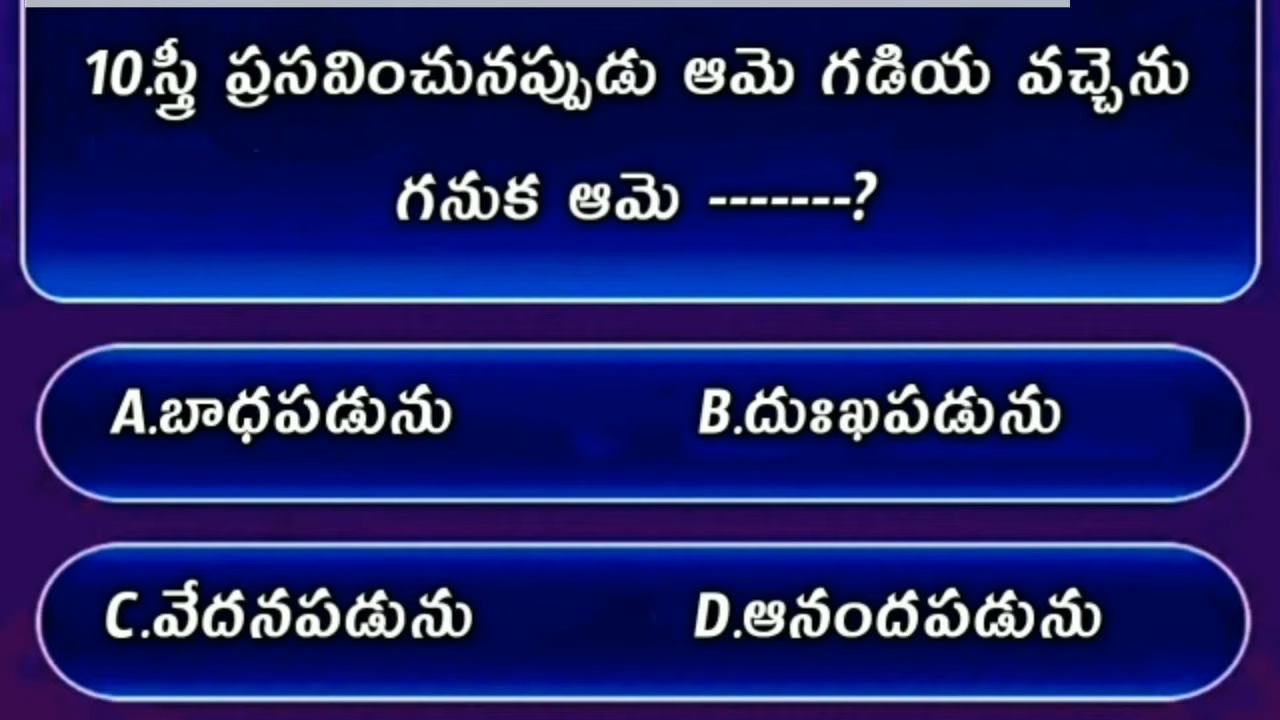 10.స్త్రీ ప్రసవించునప్పుడు ఆమె గడియ వచ్చెను
గనుక ఆమె -------?
A.బాధపడును
B.దుఃఖపడును
C.వేదనపడును
D.ఆనందపడును